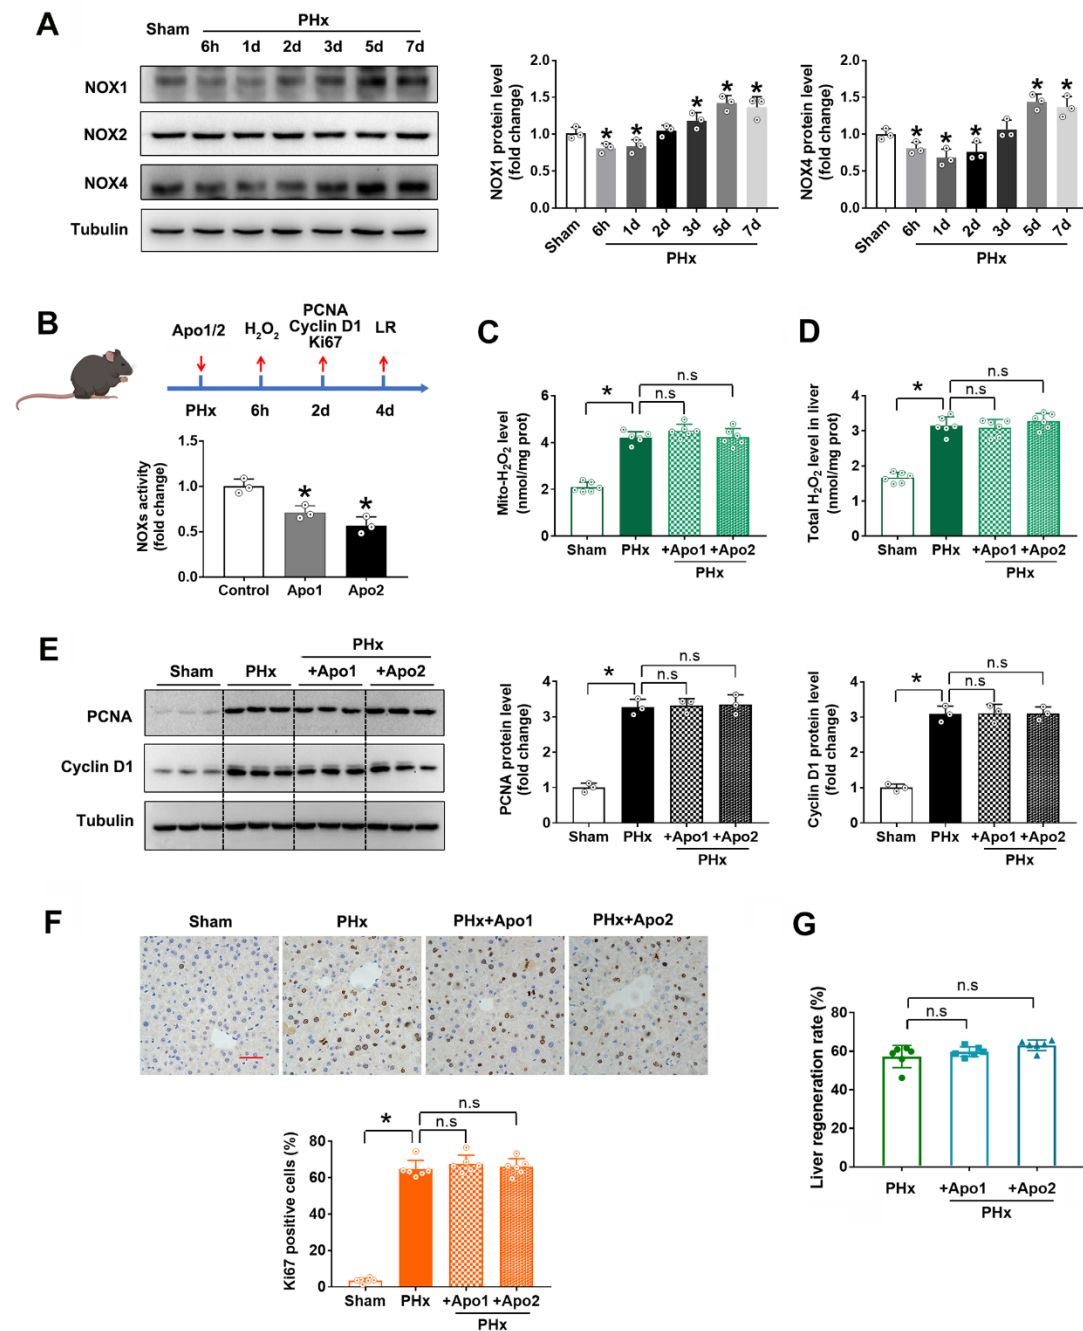 A
Sham
PHx
6h 1d 2d 3d 5d 7d
NOX1
NOX2
NOX4
Tubulin
NOX1 protein level
(fold change)
2.0
1.5
1.0
0.5
0.0
* * * * *
Sham 6h 1d 2d 3d 5d 7d
PHx
NOX4 protein level
(fold change)
2.0
1.5
1.0
0.5
0.0
* * * * *
Sham 6h 1d 2d 3d 5d 7d
PHx
B
Apo1/2 H2O2 PCNA Cyclin D1 Ki67 LR
PHx 6h 2d 4d
NOXs activity
(fold change)
1.5
1.0
0.5
0.0
* *
Control Apo1 Apo2
C
Mito-H2O2 level
(nmol/mg prot)
6
4
2
0
* n.s n.s
Sham PHx +Apo1 +Apo2
PHx
D
Total H2O2 level in liver
(nmol/mg prot)
4
3
2
1
0
* n.s n.s
Sham PHx +Apo1 +Apo2
PHx
E
PHx
Sham PHx +Apo1 +Apo2
PCNA
Cyclin D1
Tubulin
PCNA protein level
(fold change)
4
3
2
1
0
* n.s n.s
Sham PHx +Apo1 +Apo2
PHx
Cyclin D1 protein level
(fold change)
4
3
2
1
0
* n.s n.s
Sham PHx +Apo1 +Apo2
PHx
F
Sham PHx PHx+Apo1 PHx+Apo2
Ki67 positive cells (%)
80
60
40
20
0
* n.s n.s
Sham PHx +Apo1 +Apo2
PHx
G
Liver regeneration rate (%)
80
60
40
20
0
n.s n.s
PHx +Apo1 +Apo2
PHx